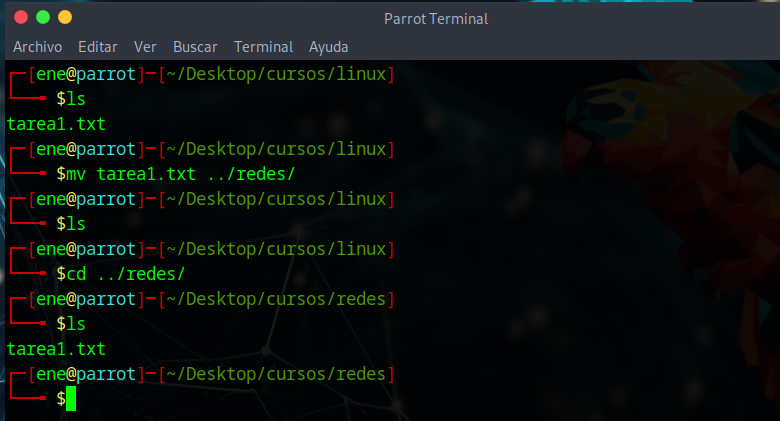 Parrot Terminal
Archivo Editar Ver Buscar Terminal Ayuda
┌─[ene@parrot]─[~/Desktop/cursos/linux]
└──╼ $ls
tarea1.txt
┌─[ene@parrot]─[~/Desktop/cursos/linux]
└──╼ $mv tarea1.txt ../redes/
┌─[ene@parrot]─[~/Desktop/cursos/linux]
└──╼ $ls
┌─[ene@parrot]─[~/Desktop/cursos/linux]
└──╼ $cd ../redes/
┌─[ene@parrot]─[~/Desktop/cursos/redes]
└──╼ $ls
tarea1.txt
┌─[ene@parrot]─[~/Desktop/cursos/redes]
└──╼ $